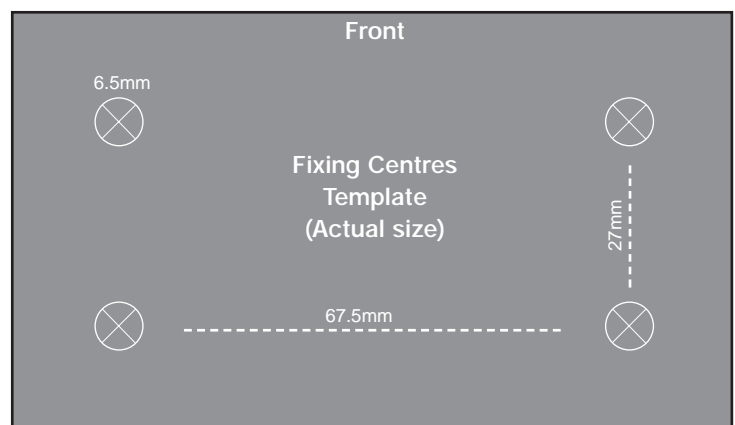 Front
6.5mm
Fixing Centres
Template
(Actual size)
27mm
67.5mm